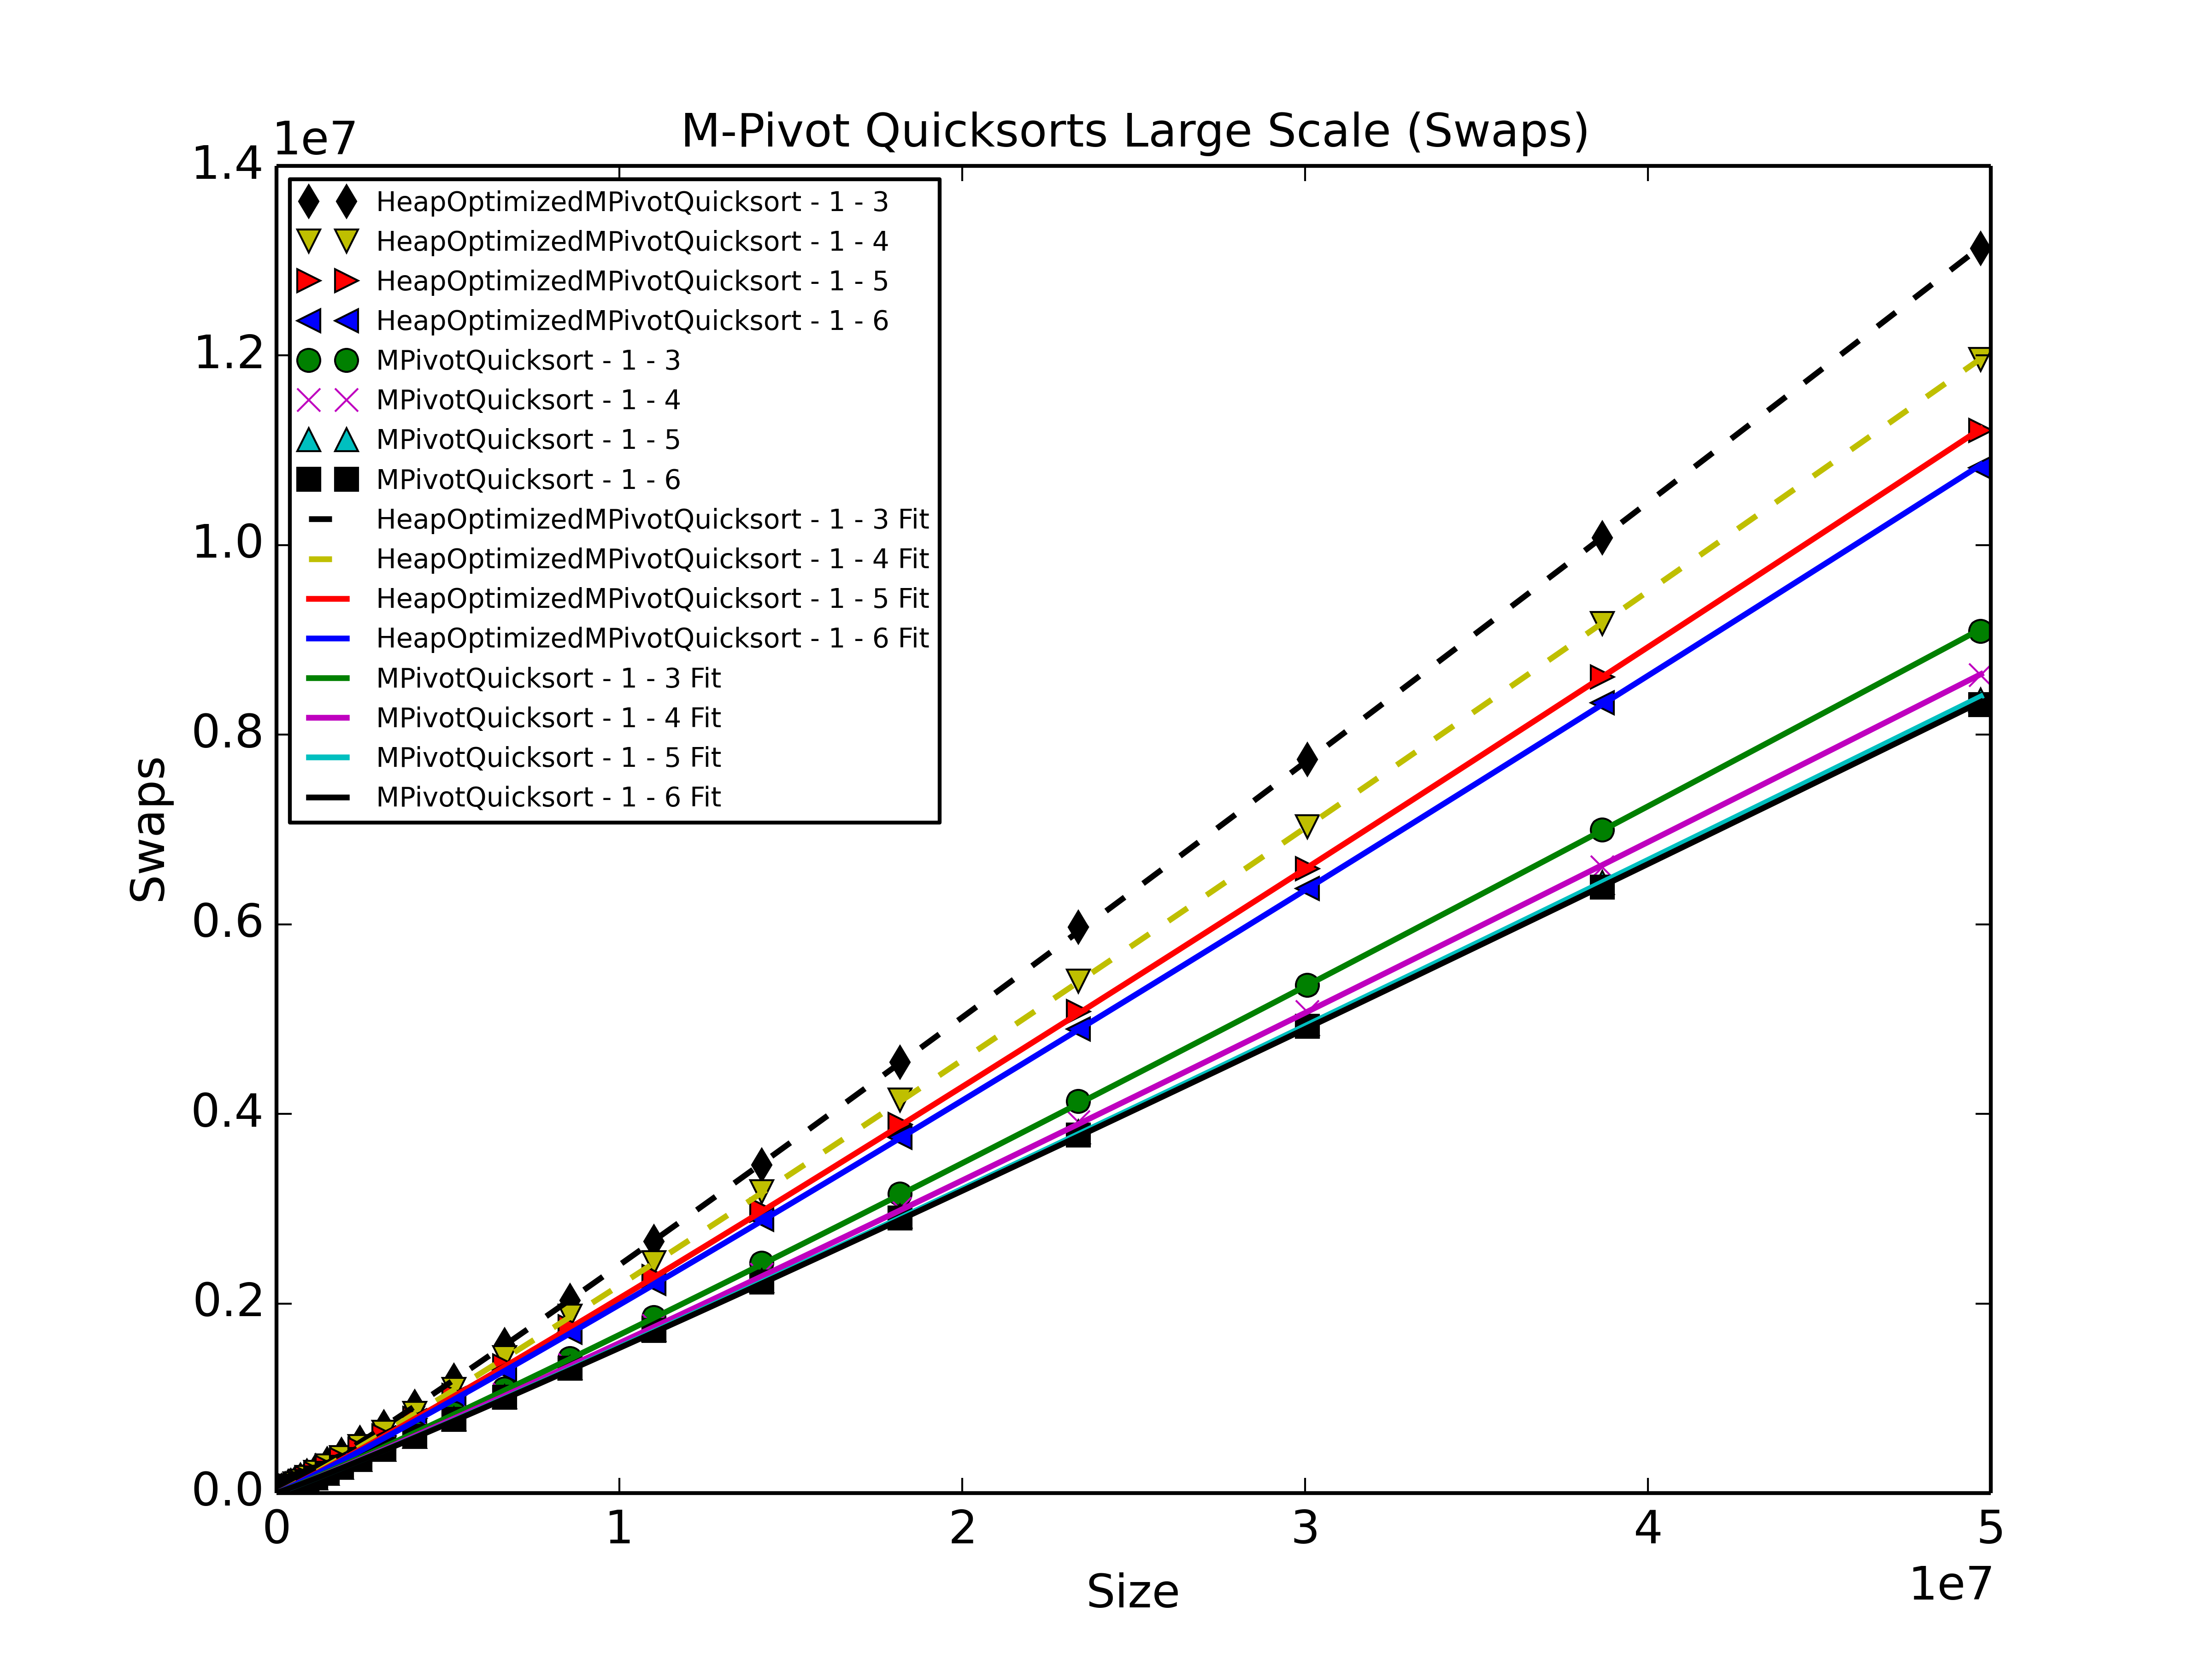 M-Pivot Quicksorts Large Scale (Swaps)
1e7
1.4
1.2
1.0
0.8
0.6
0.4
0.2
0.0
Swaps
HeapOptimizedMPivotQuicksort - 1 - 3
HeapOptimizedMPivotQuicksort - 1 - 4
HeapOptimizedMPivotQuicksort - 1 - 5
HeapOptimizedMPivotQuicksort - 1 - 6
MPivotQuicksort - 1 - 3
MPivotQuicksort - 1 - 4
MPivotQuicksort - 1 - 5
MPivotQuicksort - 1 - 6
HeapOptimizedMPivotQuicksort - 1 - 3 Fit
HeapOptimizedMPivotQuicksort - 1 - 4 Fit
HeapOptimizedMPivotQuicksort - 1 - 5 Fit
HeapOptimizedMPivotQuicksort - 1 - 6 Fit
MPivotQuicksort - 1 - 3 Fit
MPivotQuicksort - 1 - 4 Fit
MPivotQuicksort - 1 - 5 Fit
MPivotQuicksort - 1 - 6 Fit
0 1 2 3 4 5
Size
1e7